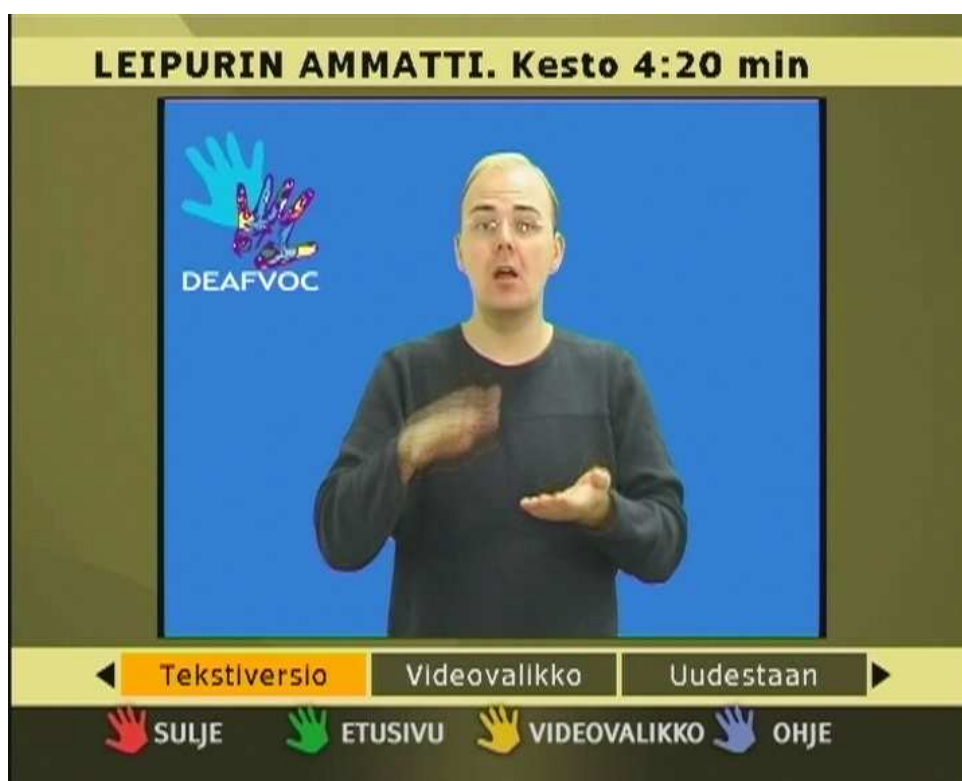 LEIPURIN AMMATTI. Kesto 4:20 min
DEAFVOC
Tekstiversio Videovalikko Uudestaan
SULJE ETUSIVU VIDEOVALIKKO OHJE